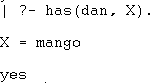 | ?- has(dan, X).
X = mango
yes